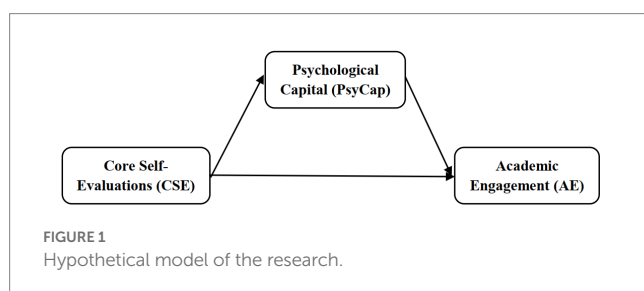 Psychological
Capital (PsyCap)
Core Self-
Evaluations (CSE)
Academic
Engagement (AE)
FIGURE 1
Hypothetical model of the research.